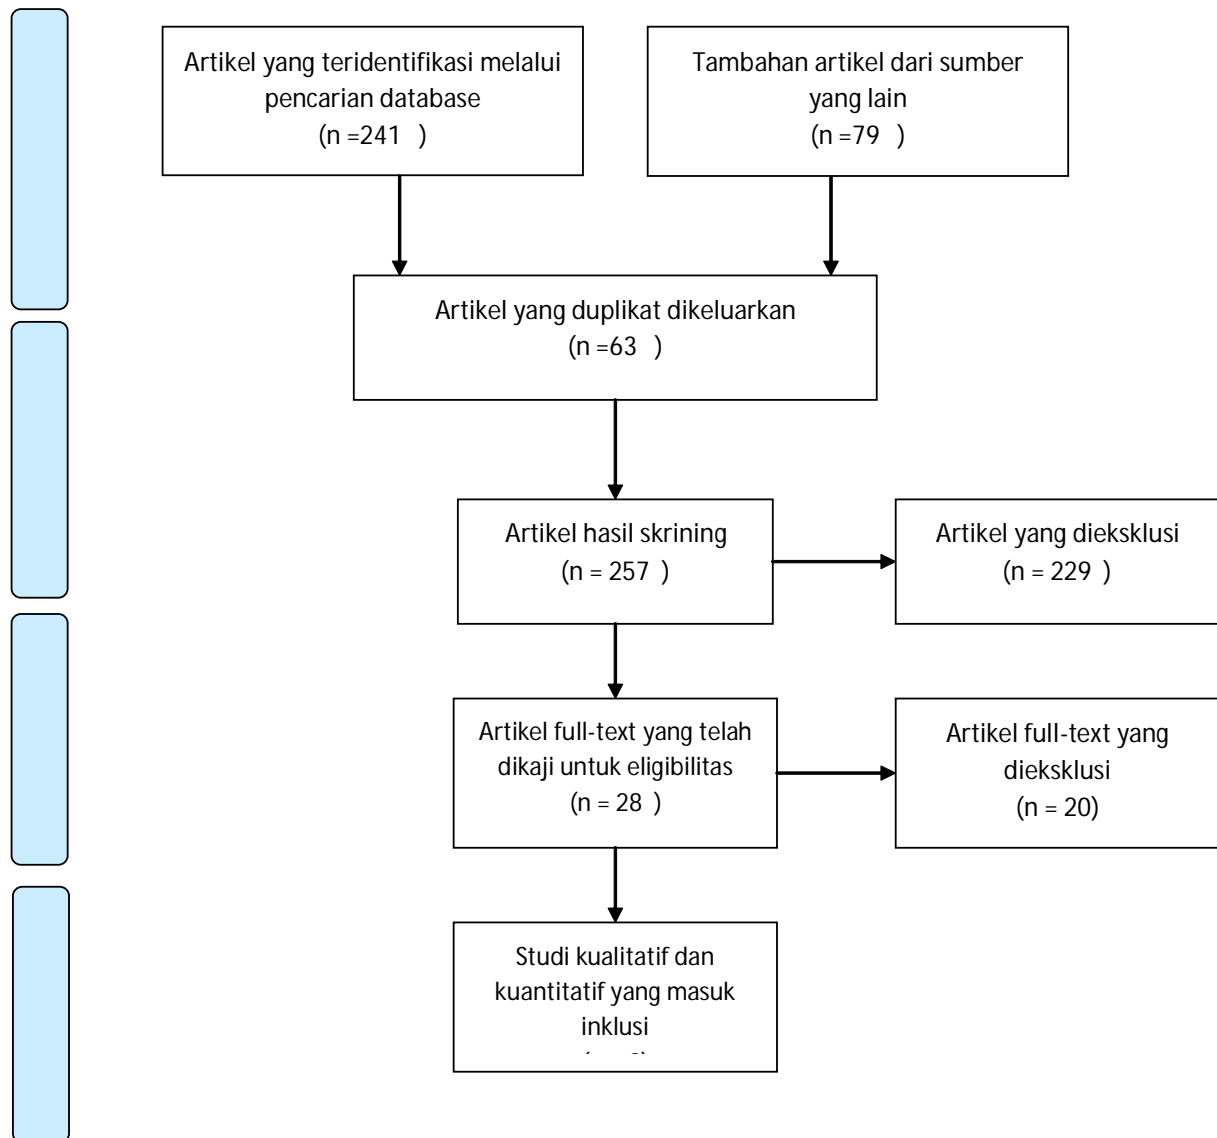 Artikel yang teridentifikasi melalui
pencarian database
(n =241 )
Tambahan artikel dari sumber
yang lain
(n =79 )
Artikel yang duplikat dikeluarkan
(n =63 )
Artikel hasil skrining
(n = 257 )
Artikel yang dieksklusi
(n = 229 )
Artikel full-text yang telah
dikaji untuk eligibilitas
(n = 28 )
Artikel full-text yang
dieksklusi
(n = 20)
Studi kualitatif dan
kuantitatif yang masuk
inklusi